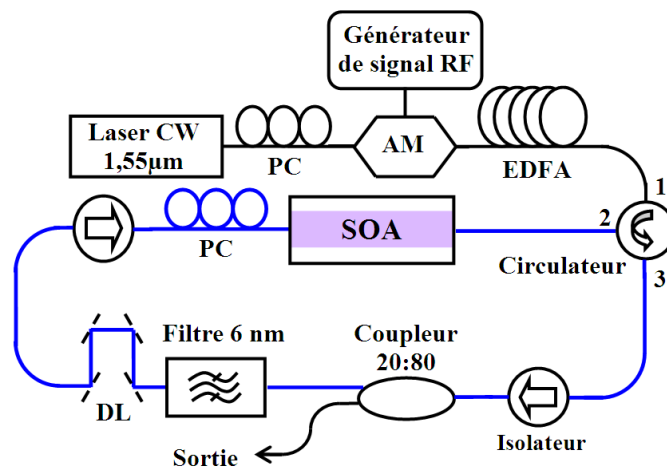 Générateur
de signal RF
Laser CW
1,55µm
PC
AM
EDFA
1
2
3
PC
SOA
Circulateur
DL
Filtre 6 nm
Coupleur
20:80
Isolateur
Sortie